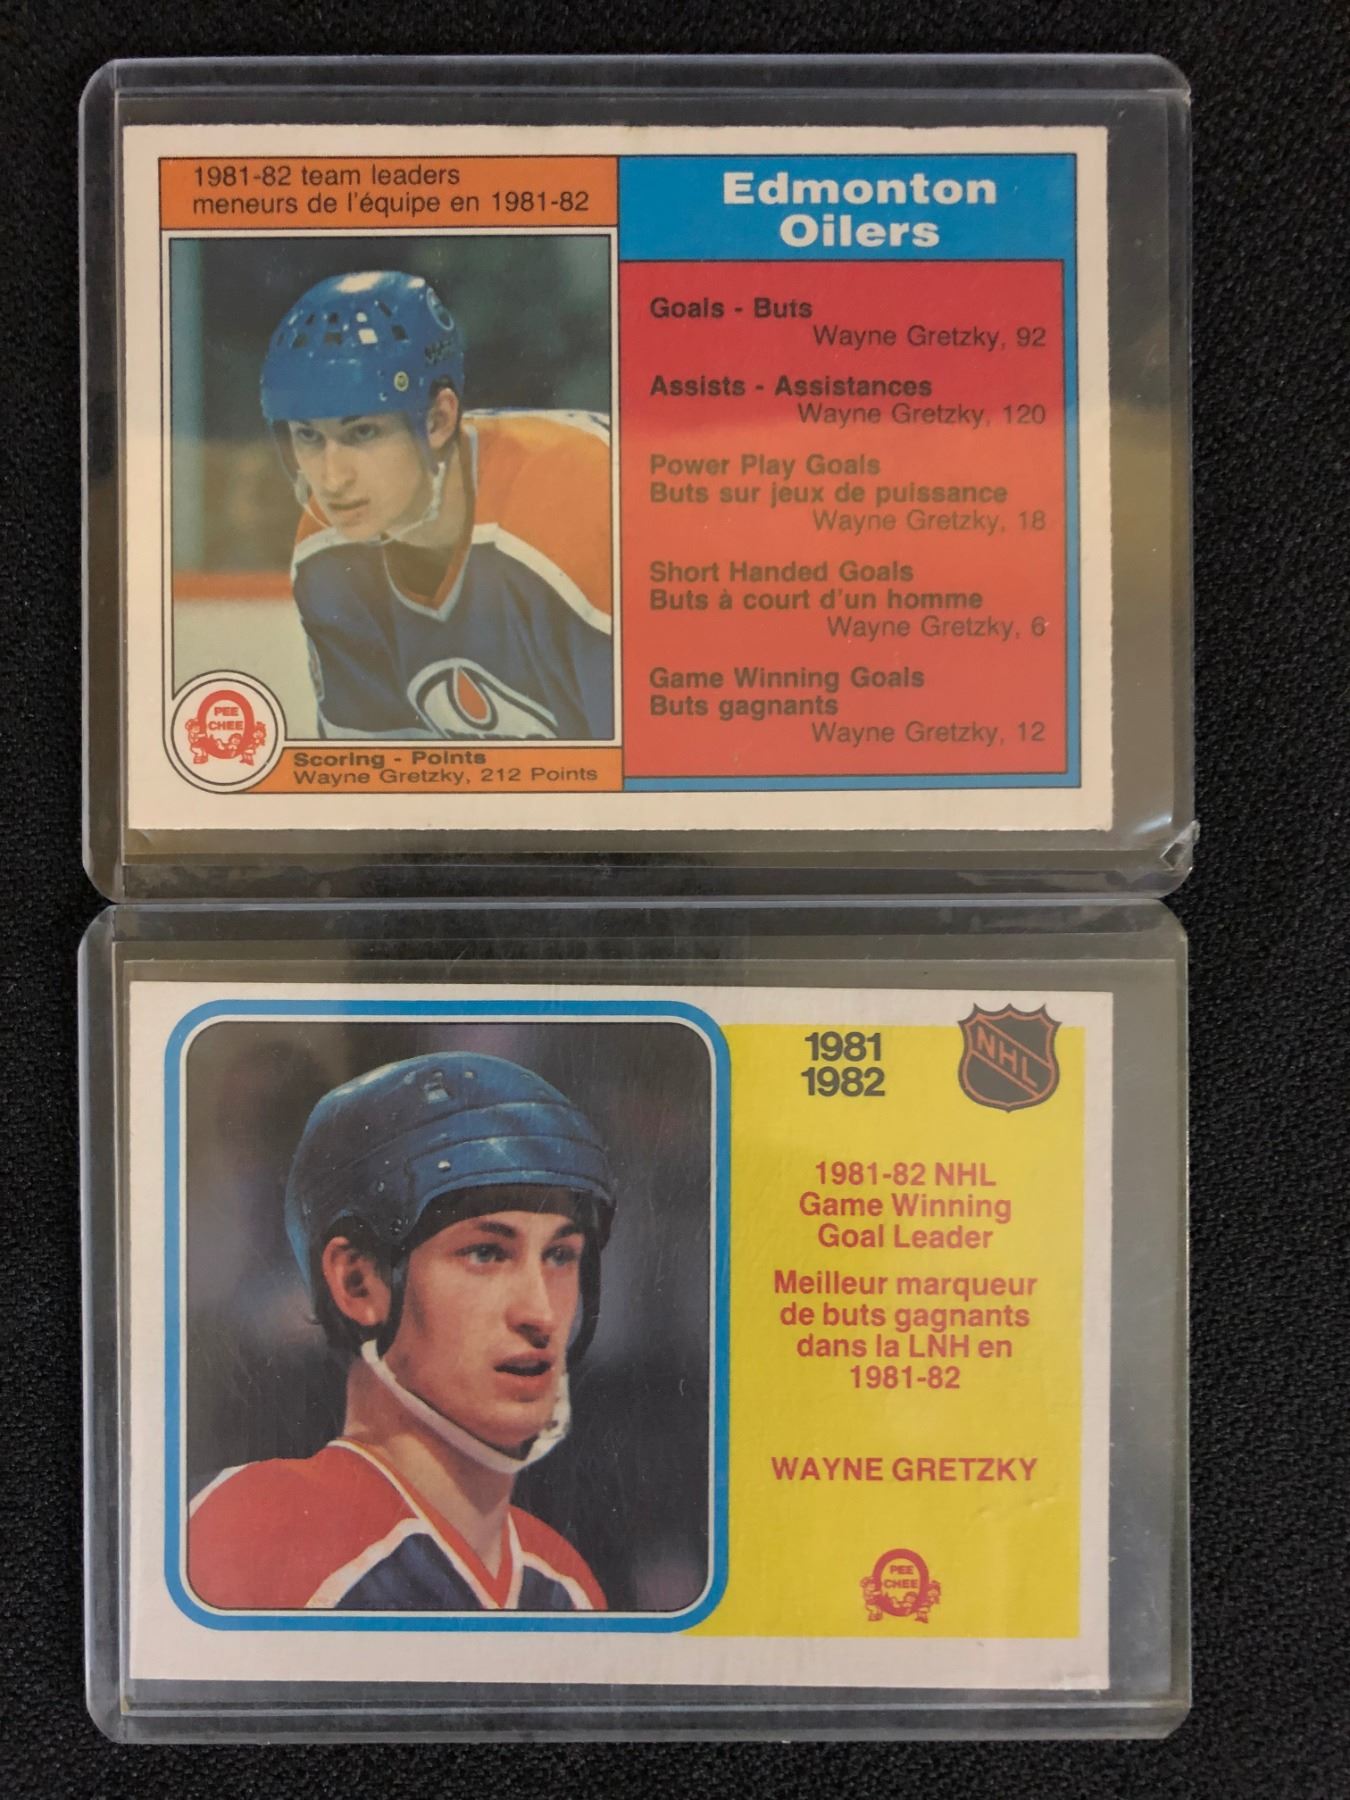 1981-82 team leaders
meneurs de l'équipe en 1981-82
Edmonton
Oilers
Goals - Buts
Wayne Gretzky, 92
Assists - Assistances
Wayne Gretzky, 120
Power Play Goals
Buts sur jeux de puissance
Wayne Gretzky, 18
Short Handed Goals
Buts à court d'un homme
Wayne Gretzky, 6
Game Winning Goals
Buts gagnants
Wayne Gretzky, 12
PEE
CHEE
Scoring - Points
Wayne Gretzky, 212 Points
1981
1982
NHL
1981-82 NHL
Game Winning
Goal Leader
Meilleur marqueur
de buts gagnants
dans la LNH en
1981-82
WAYNE GRETZKY
PEE
CHEE